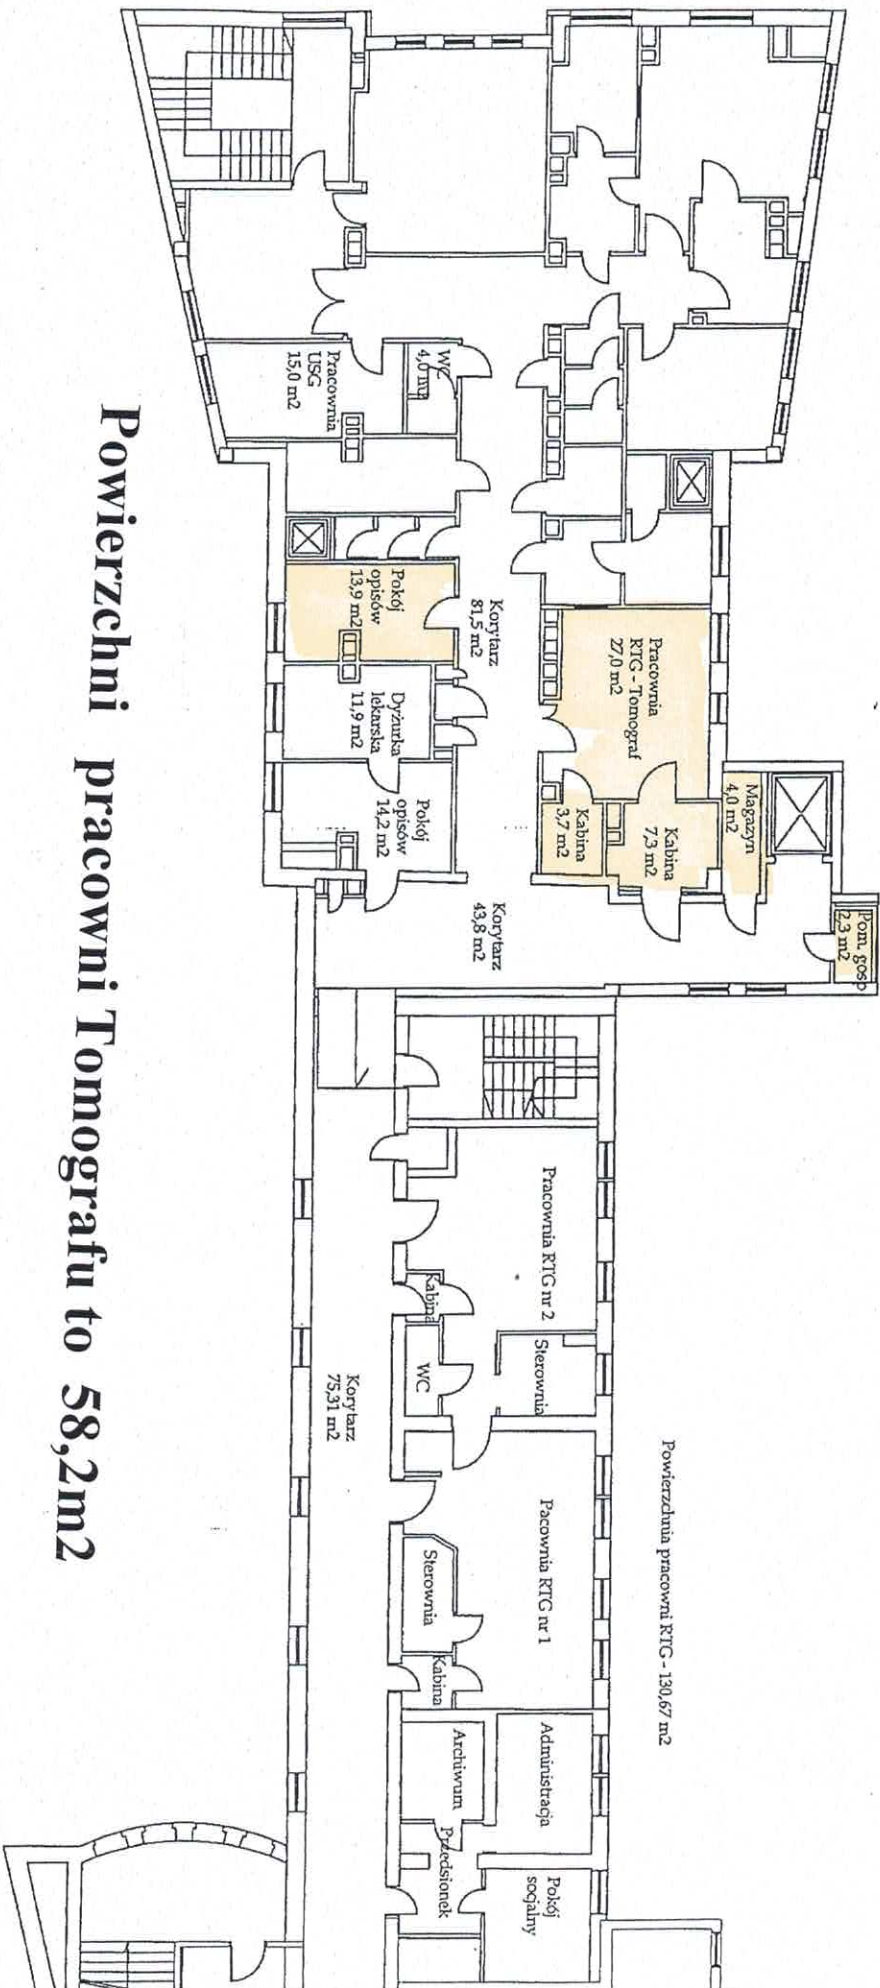 Pracownia
USG
15,0 m2
WC
4,0 m2
Pokój
opisów
13,9 m2
Korytarz
81,5 m2
Pracownia
RTG - Tomograf
27,0 m2
Dyżurka
lekarska
11,9 m2
Pokój
opisów
14,2 m2
Kabina
3,7 m2
Kabina
7,3 m2
Magazyn
4,0 m2
Pom. gosp
2,3 m2
Korytarz
43,8 m2
Pracownia RTG nr 2
Kabina
WC
Sterownia
Korytarz
75,31 m2
Pacownia RTG nr 1
Sterownia
Kabina
Administracja
Archiwum
Przedsionek
Pokój
socjalny
Powierzchnia pracowni RTG - 130,67 m2
Powierzchni pracowni Tomografu to 58,2m2